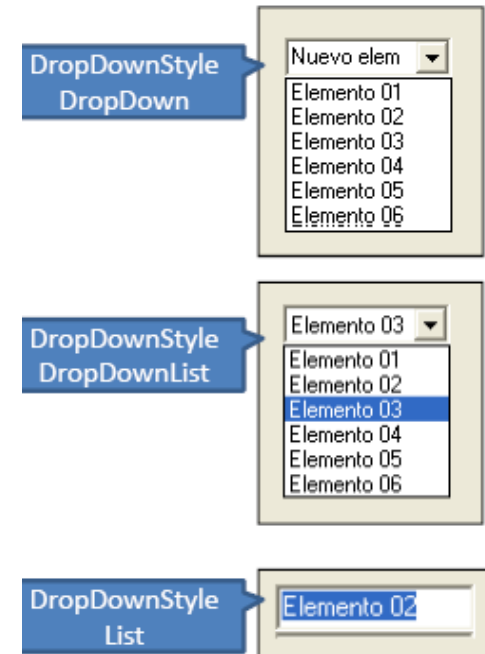 DropDownStyle
DropDown
Nuevo elem
Elemento 01
Elemento 02
Elemento 03
Elemento 04
Elemento 05
Elemento 06
DropDownStyle
DropDownList
Elemento 03
Elemento 01
Elemento 02
Elemento 03
Elemento 04
Elemento 05
Elemento 06
DropDownStyle
List
Elemento 02